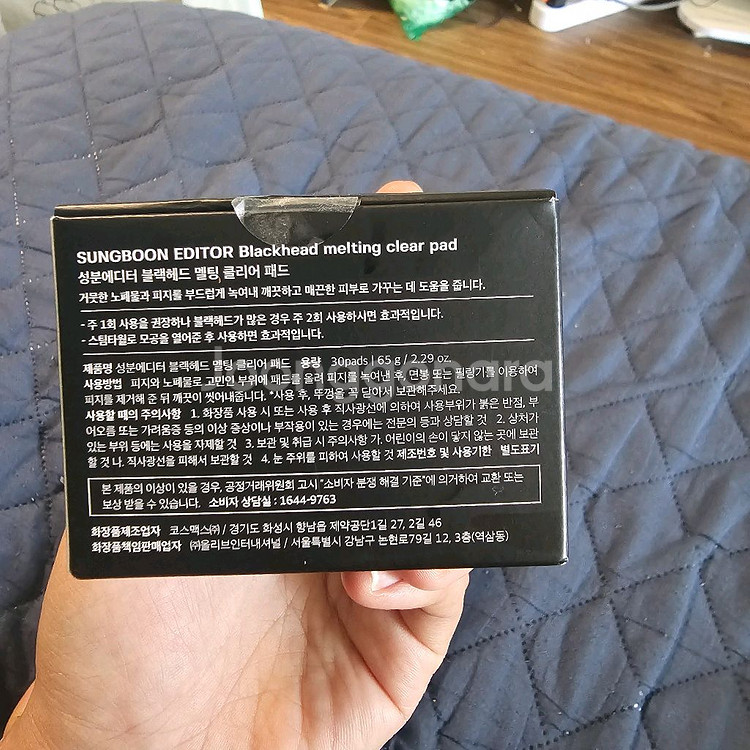 SUNGBOON EDITOR Blackhead melting clear pad
성분에디터 블랙헤드 멜팅 클리어 패드
거뭇한 노폐물과 피지를 부드럽게 녹여내 깨끗하고 매끈한 피부로 가꾸는 데 도움을 줍니다.
- 주 1회 사용을 권장하나 블랙헤드가 많은 경우 주 2회 사용하시면 효과적입니다.
- 스팀타월로 모공을 열어준 후 사용하면 효과적입니다.
제품명 성분에디터 블랙헤드 멜팅 클리어 패드 용량 30pads / 65 g / 2.29 oz.
사용방법 피지와 노폐물로 고민인 부위에 패드를 올려 피지를 녹여낸 후, 면봉 또는 필링기를 이용하여
피지를 제거해 준 뒤 깨끗이 씻어내줍니다. *사용 후, 뚜껑을 꼭 닫아서 보관해주세요.
사용할 때의 주의사항 1. 화장품 사용 시 또는 사용 후 직사광선에 의하여 사용부위가 붉은 반점, 부
어오름 또는 가려움증 등의 이상 증상이나 부작용이 있는 경우에는 전문의 등과 상담할 것 2. 상처가
있는 부위 등에는 사용을 자제할 것 3. 보관 및 취급 시 주의사항 가. 어린이의 손이 닿지 않는 곳에 보관
할 것 나. 직사광선을 피해서 보관할 것 4. 눈 주위를 피하여 사용할 것 제조번호 및 사용기한 별도표기
본 제품의 이상이 있을 경우, 공정거래위원회 고시 "소비자 분쟁 해결 기준"에 의거하여 교환 또는
보상 받을 수 있습니다. 소비자 상담실 : 1644-9763
화장품제조업자 코스맥스㈜ / 경기도 화성시 향남읍 제약공단1길 27, 2길 46
화장품책임판매업자 ㈜올리브인터내셔널 / 서울특별시 강남구 논현로79길 12, 3층(역삼동)